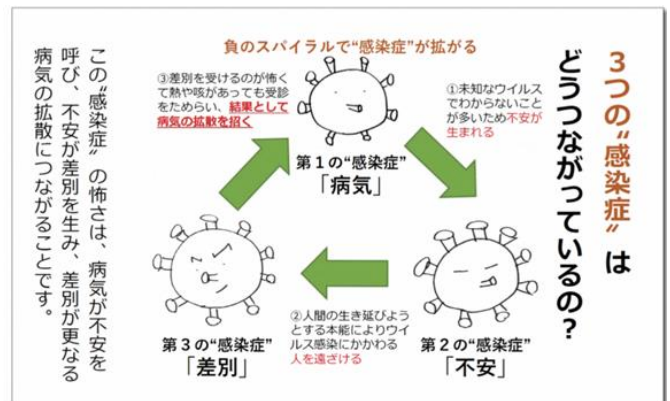 3つの“感染症”は
どうつながっているの?
負のスパイラルで“感染症”が拡がる
第1の“感染症”
「病気」
①未知なウイルス
でわからないこと
が多いため不安が
生まれる
第2の“感染症”
「不安」
②人間の生き延びよう
とする本能によりウイ
ルス感染にかかわる
人を遠ざける
第3の“感染症”
「差別」
③差別を受けるのが怖く
て熱や咳があっても受診
をためらい、結果として
病気の拡散を招く
この“感染症”の怖さは、病気が不安を
呼び、不安が差別を生み、差別が更なる
病気の拡散につながることです。